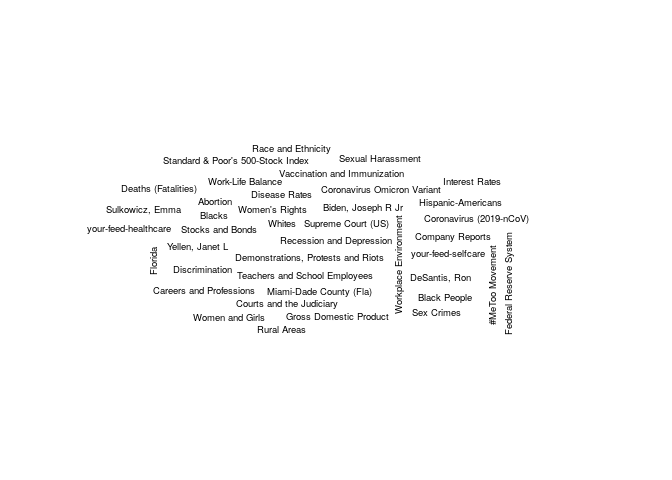 Race and Ethnicity
Standard & Poor's 500-Stock Index
Sexual Harassment
Vaccination and Immunization
Work-Life Balance
Interest Rates
Deaths (Fatalities)
Disease Rates
Coronavirus Omicron Variant
Abortion
Hispanic-Americans
Sulkowicz, Emma
Blacks
Women's Rights
Biden, Joseph R Jr
Coronavirus (2019-nCoV)
your-feed-healthcare
Stocks and Bonds
Whites
Supreme Court (US)
Company Reports
Yellen, Janet L
Recession and Depression
Workplace Environment
your-feed-selfcare
Florida
Demonstrations, Protests and Riots
#MeToo Movement
Federal Reserve System
Discrimination
Teachers and School Employees
DeSantis, Ron
Careers and Professions
Miami-Dade County (Fla)
Black People
Courts and the Judiciary
Women and Girls
Gross Domestic Product
Sex Crimes
Rural Areas